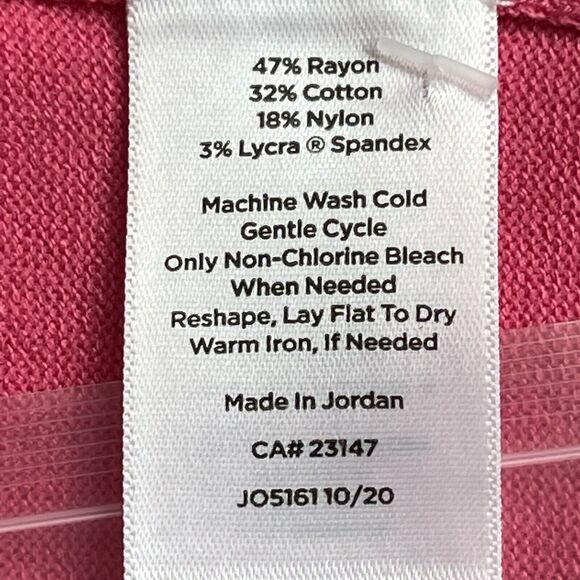 47% Rayon
32% Cotton
18% Nylon
3% Lycra ® Spandex
Machine Wash Cold
Gentle Cycle
Only Non-Chlorine Bleach
When Needed
Reshape, Lay Flat To Dry
Warm Iron, If Needed
Made In Jordan
CA# 23147
JO5161 10/20